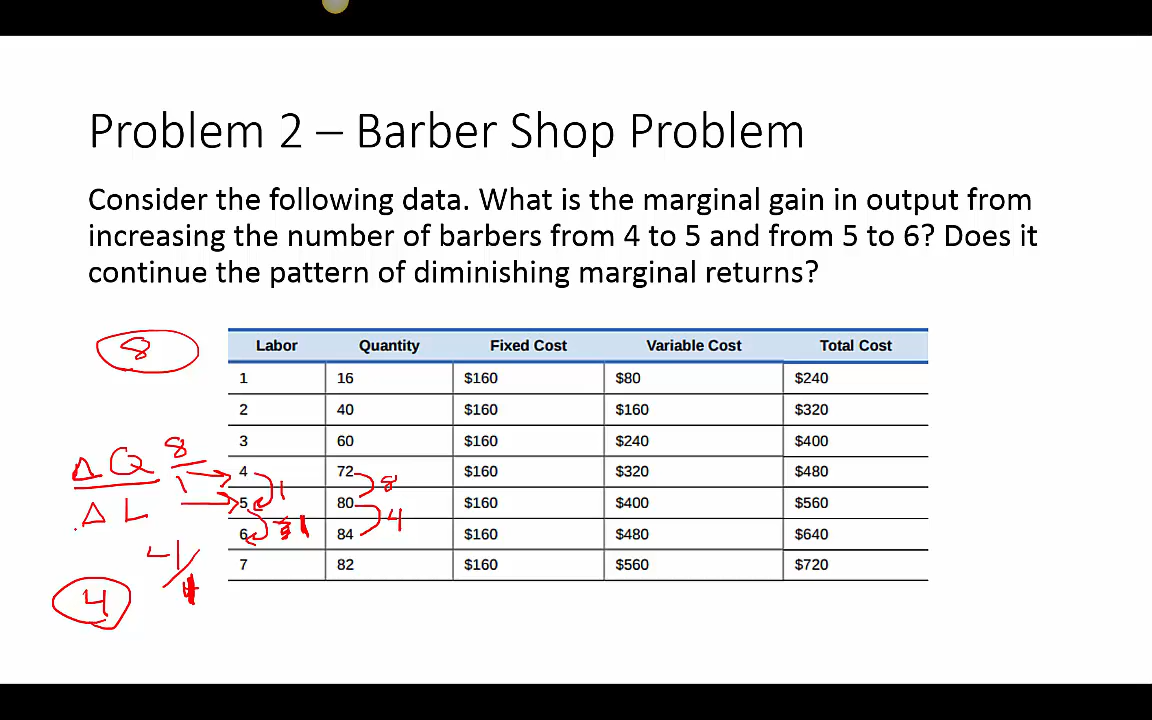 Problem 2 – Barber Shop Problem
Consider the following data. What is the marginal gain in output from
increasing the number of barbers from 4 to 5 and from 5 to 6? Does it
continue the pattern of diminishing marginal returns?
8
Labor Quantity Fixed Cost Variable Cost Total Cost
1 16 $160 $80 $240
2 40 $160 $160 $320
3 60 $160 $240 $400
ΔQ 8
4 72 $160 $320 $480
ΔL 1
1 8
5 80 $160 $400 $560
1 4
6 84 $160 $480 $640
7 82 $160 $560 $720
4/1
4